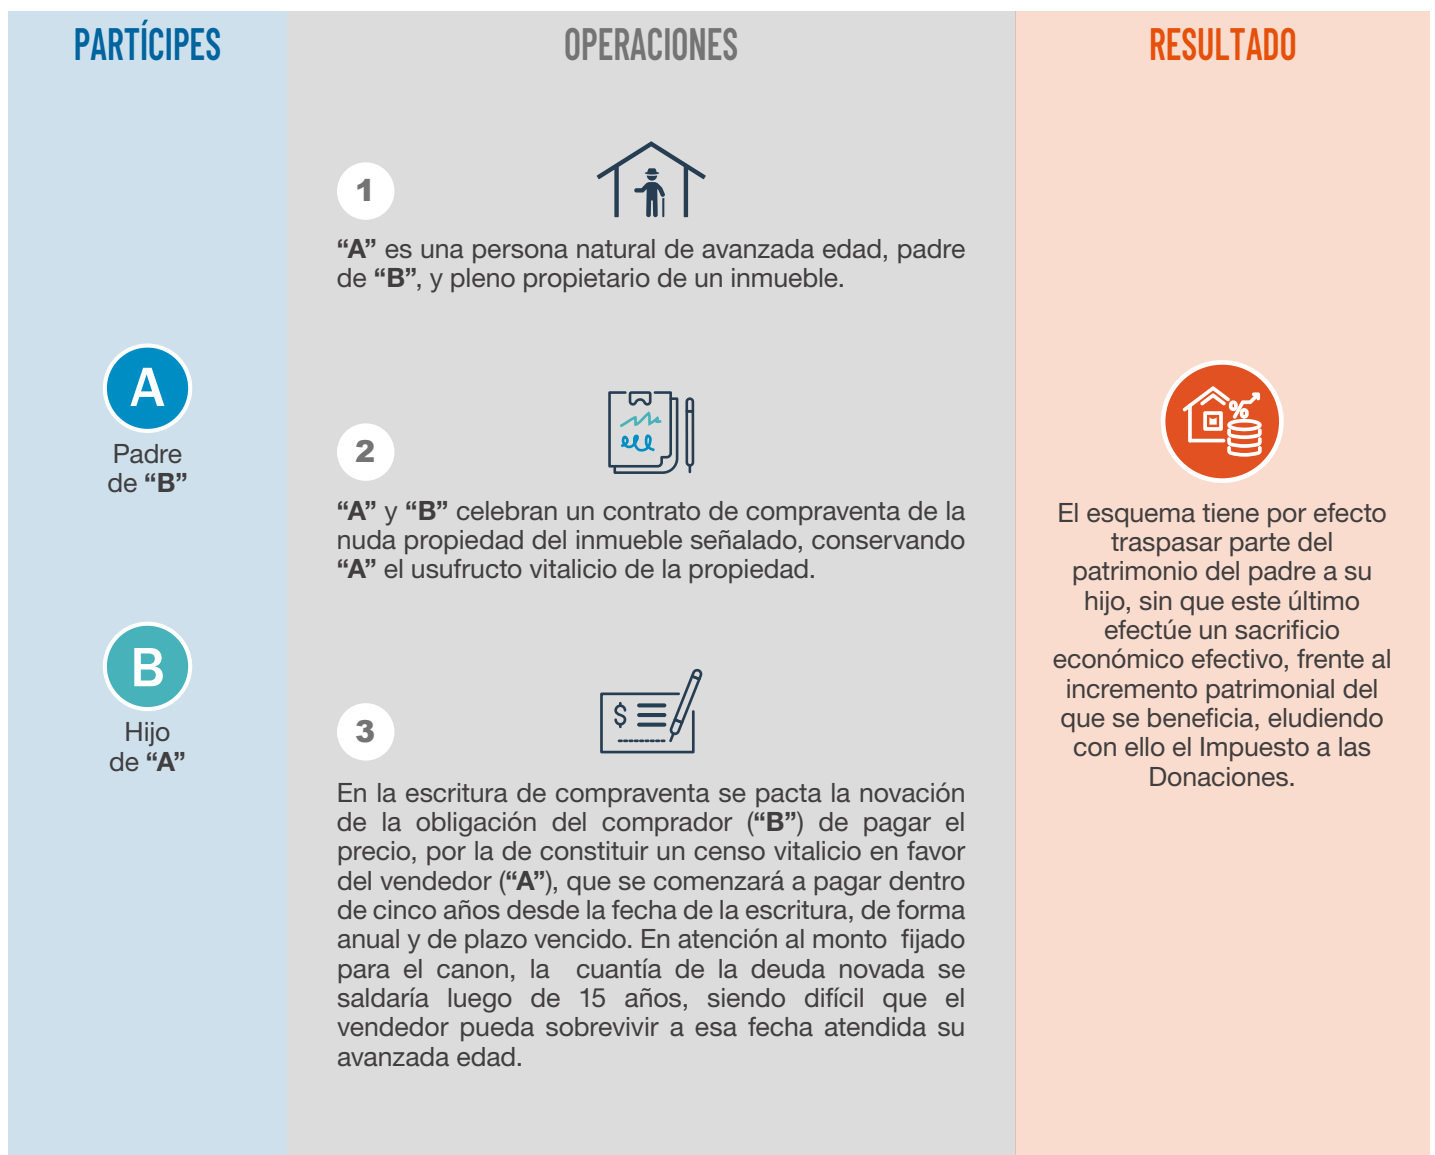 PARTÍCIPES
OPERACIONES
RESULTADO
A
Padre
de “B”
B
Hijo
de “A”
1
“A” es una persona natural de avanzada edad, padre
de “B”, y pleno propietario de un inmueble.
2
“A” y “B” celebran un contrato de compraventa de la
nuda propiedad del inmueble señalado, conservando
“A” el usufructo vitalicio de la propiedad.
3
$
En la escritura de compraventa se pacta la novación
de la obligación del comprador (“B”) de pagar el
precio, por la de constituir un censo vitalicio en favor
del vendedor (“A”), que se comenzará a pagar dentro
de cinco años desde la fecha de la escritura, de forma
anual y de plazo vencido. En atención al monto fijado
para el canon, la cuantía de la deuda novada se
saldaría luego de 15 años, siendo difícil que el
vendedor pueda sobrevivir a esa fecha atendida su
avanzada edad.
%
El esquema tiene por efecto
traspasar parte del
patrimonio del padre a su
hijo, sin que este último
efectúe un sacrificio
económico efectivo, frente al
incremento patrimonial del
que se beneficia, eludiendo
con ello el Impuesto a las
Donaciones.